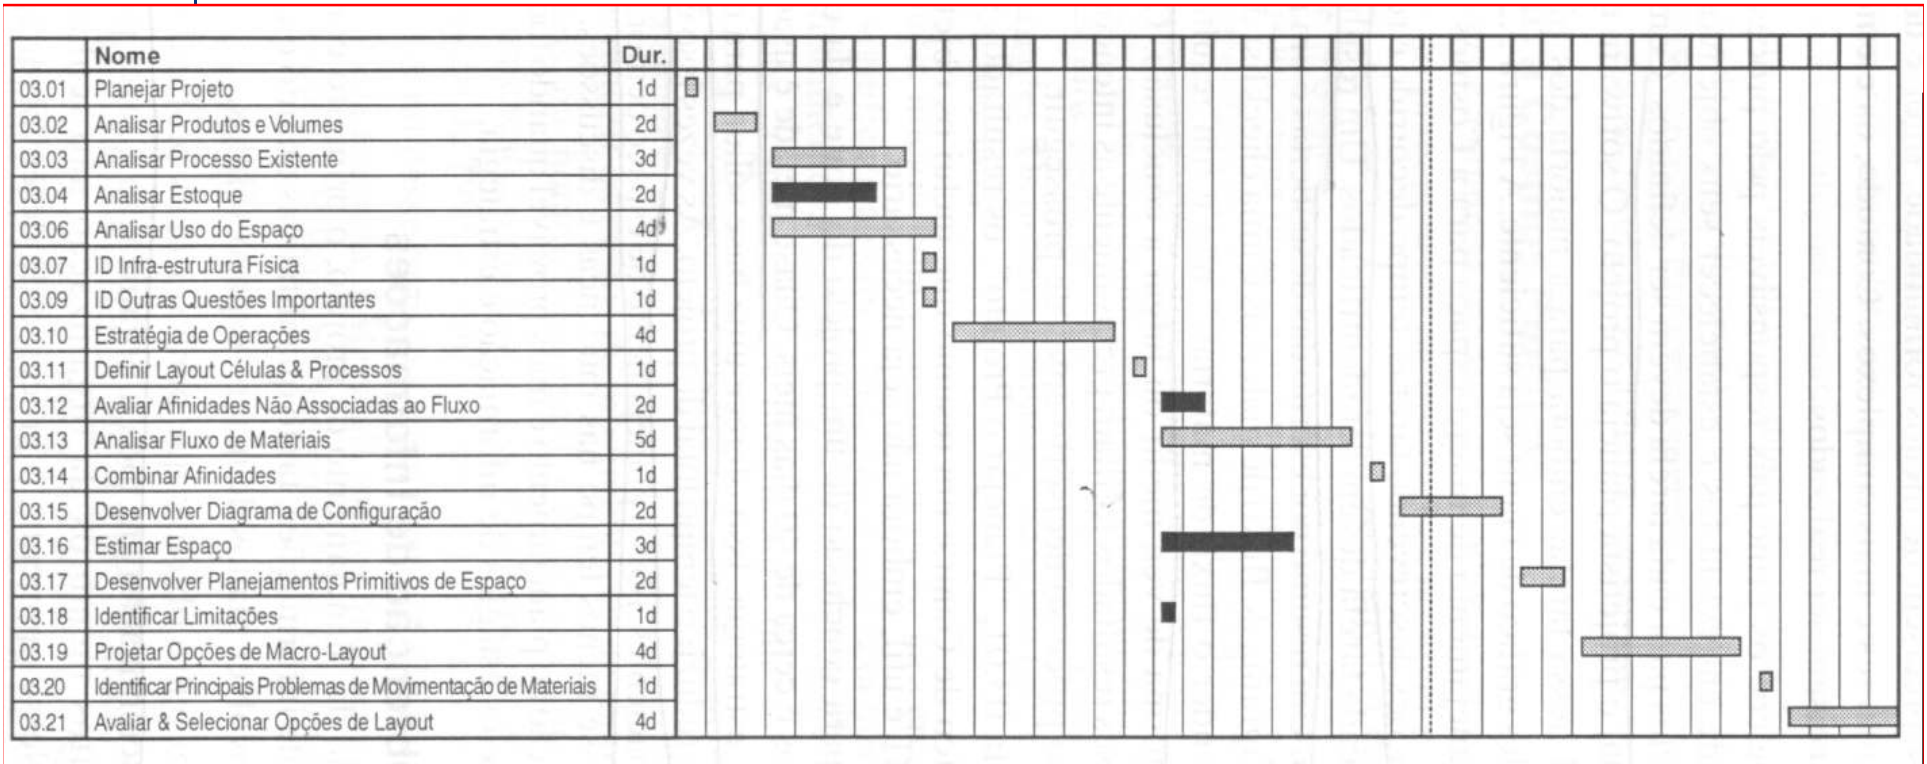 Nome Dur.
03.01 Planejar Projeto 1d
03.02 Analisar Produtos e Volumes 2d
03.03 Analisar Processo Existente 3d
03.04 Analisar Estoque 2d
03.06 Analisar Uso do Espaço 4d
03.07 ID Infra-estrutura Física 1d
03.09 ID Outras Questões Importantes 1d
03.10 Estratégia de Operações 4d
03.11 Definir Layout Células & Processos 1d
03.12 Avaliar Afinidades Não Associadas ao Fluxo 2d
03.13 Analisar Fluxo de Materiais 5d
03.14 Combinar Afinidades 1d
03.15 Desenvolver Diagrama de Configuração 2d
03.16 Estimar Espaço 3d
03.17 Desenvolver Planejamentos Primitivos de Espaço 2d
03.18 Identificar Limitações 1d
03.19 Projetar Opções de Macro-Layout 4d
03.20 Identificar Principais Problemas de Movimentação de Materiais 1d
03.21 Avaliar & Selecionar Opções de Layout 4d